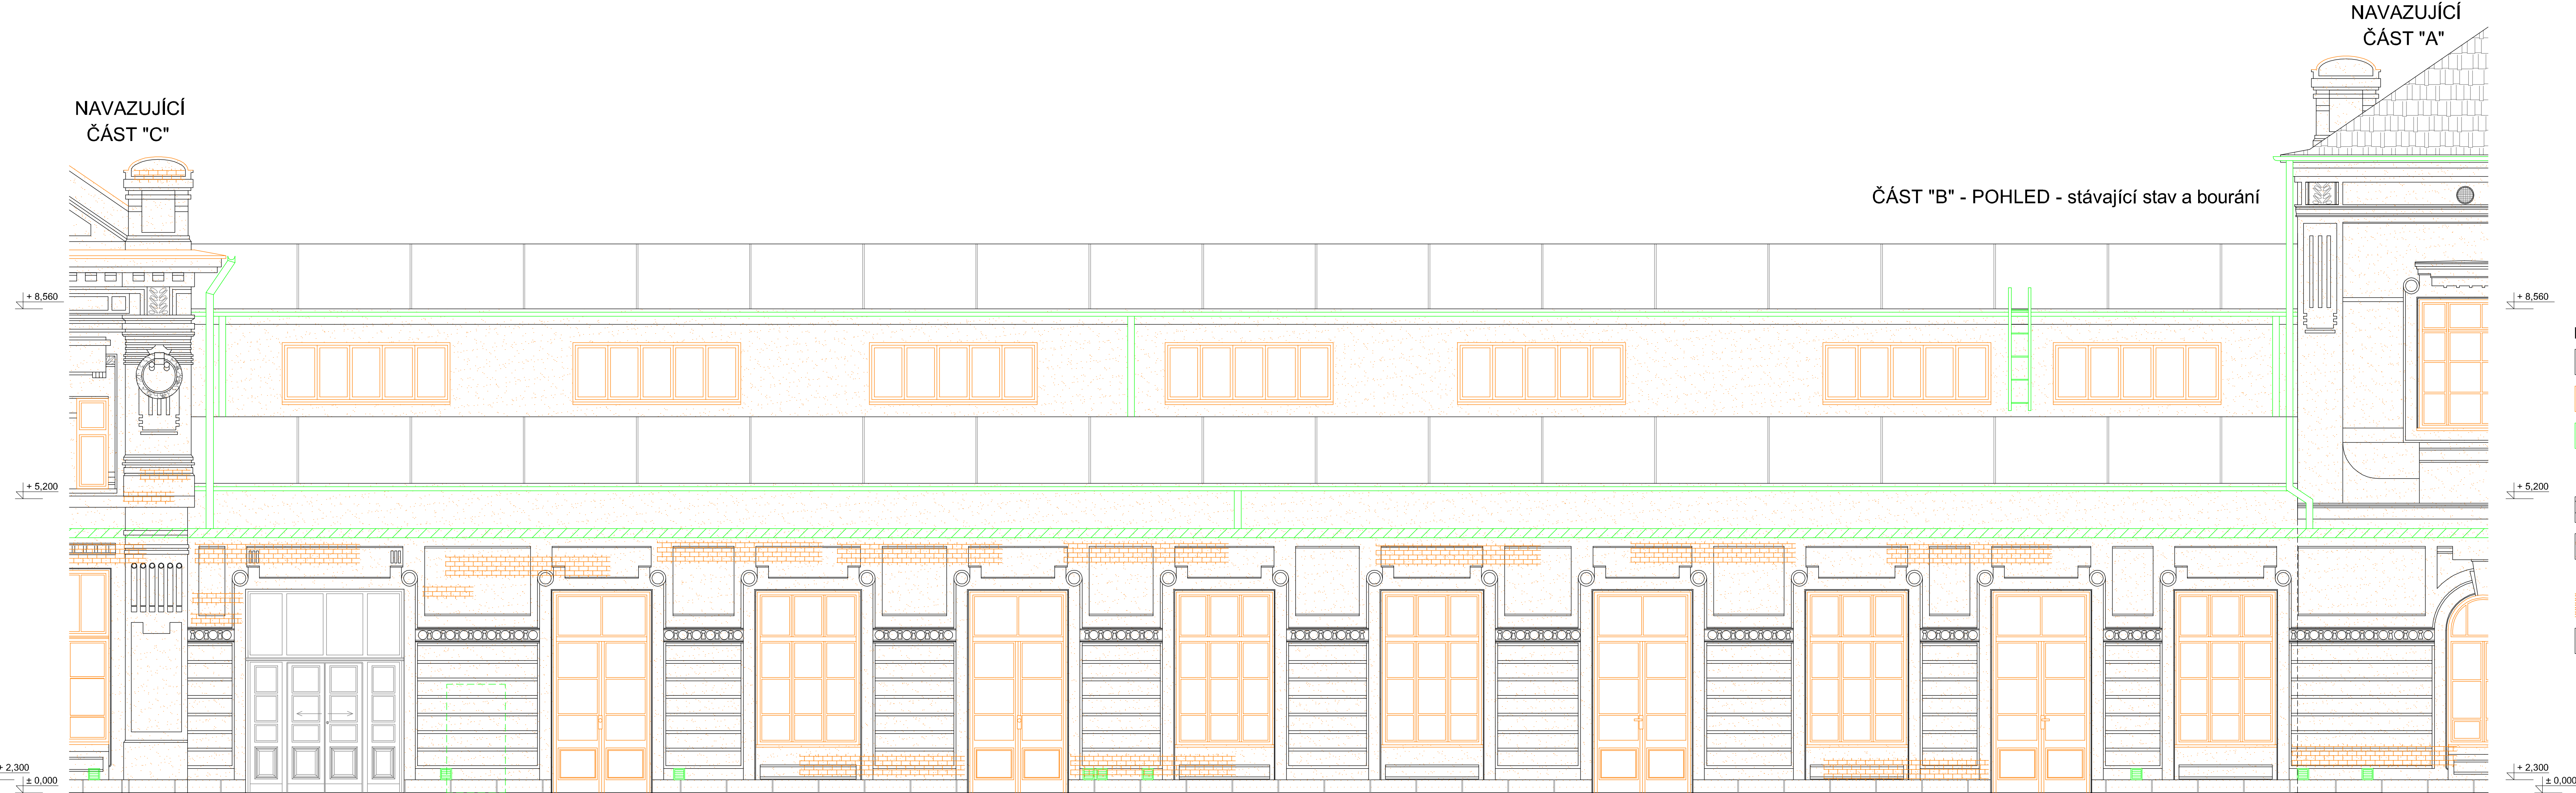 NAVAZUJÍCÍ
ČÁST "A"
NAVAZUJÍCÍ
ČÁST "C"
ČÁST "B" - POHLED - stávající stav a bourání
+ 8,560
+ 8,560
+ 5,200
+ 5,200
+ 2,300
± 0,000
+ 2,300
± 0,000